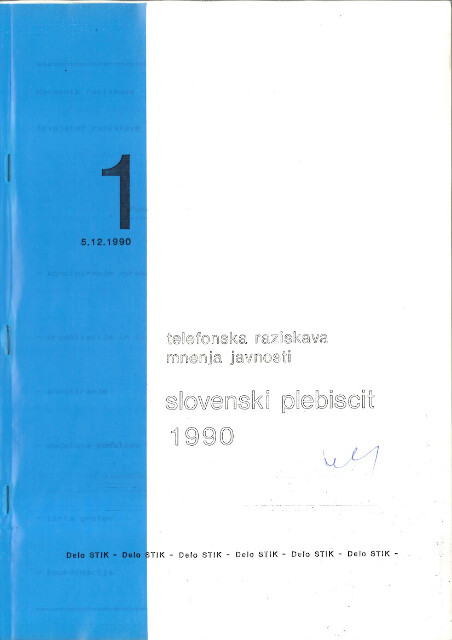 1
5.12.1990
telefonska raziskava
mnenja javnosti
slovenski plebiscit
1990
Delo STIK - Delo STIK - Delo STIK - Delo STIK - Delo STIK - Delo STIK -